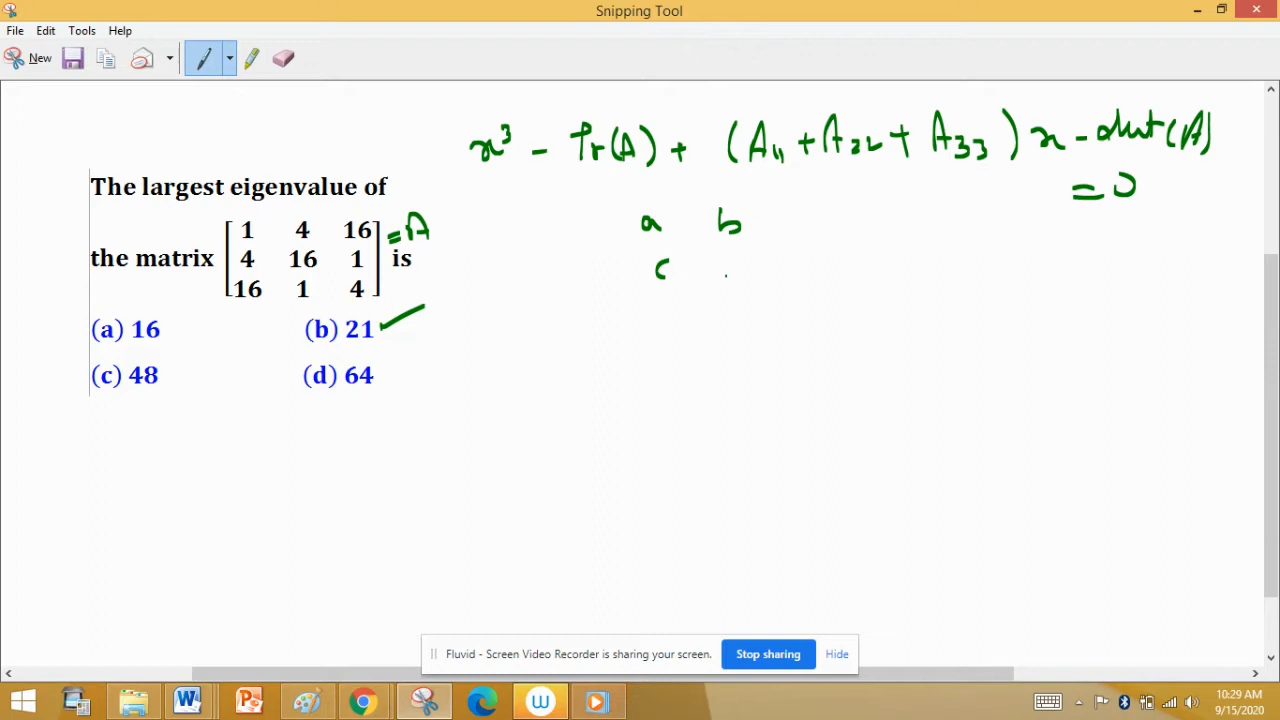 Snipping Tool
File Edit Tools Help
New
x³ - Tr(A) + (A₁₁ + A₂₂ + A₃₃) x - det(A)
= 0
The largest eigenvalue of
the matrix [1 4 16
4 16 1
16 1 4] = A is
(a) 16 (b) 21 ✓
(c) 48 (d) 64
a b
c
Fluvid - Screen Video Recorder is sharing your screen. Stop sharing Hide
10:29 AM
9/15/2020